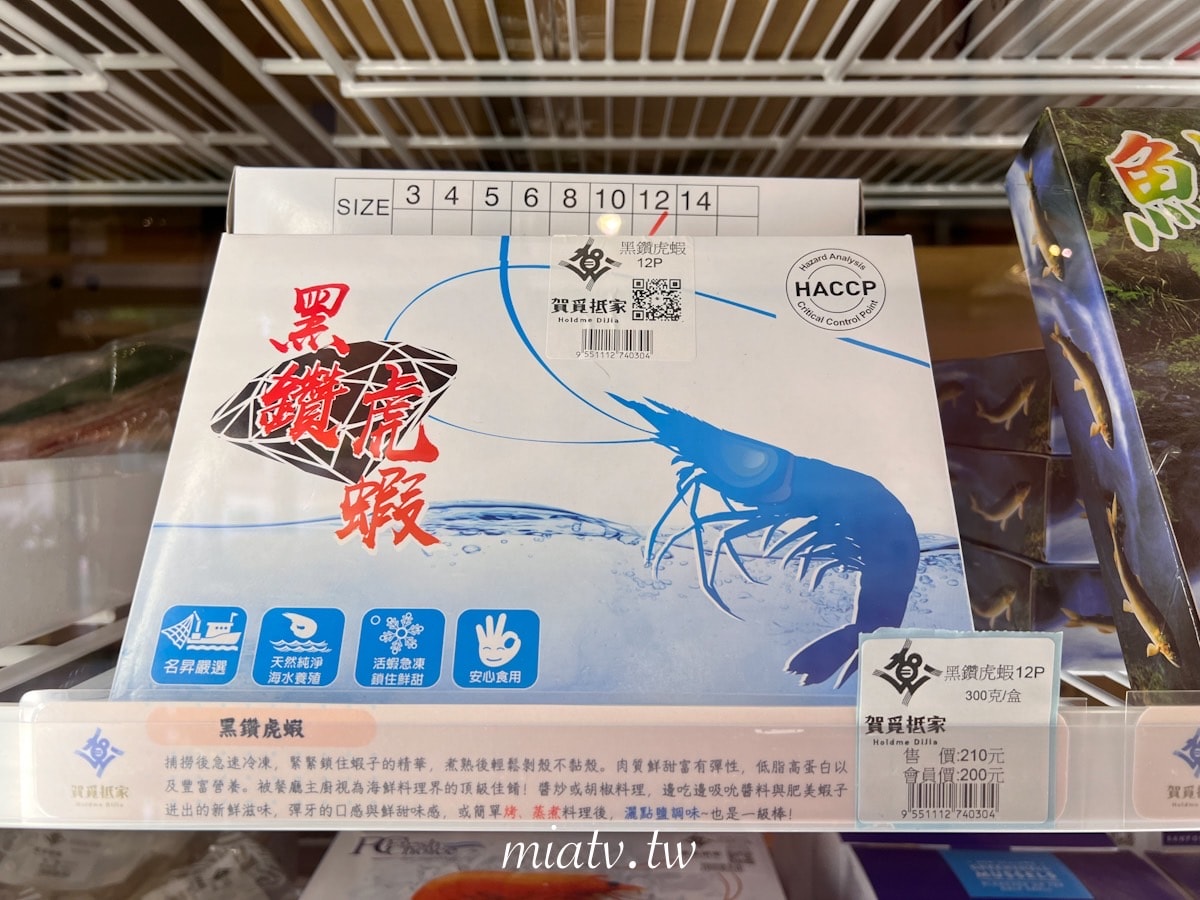 SIZE 3 4 5 6 8 10 12 14
黑鑽虎蝦
12P
賀覓抵家
Holdme DiJia
9 551112 740304
Hazard Analysis
HACCP
Critical Control Point
黑鑽虎蝦
名昇嚴選
天然純淨
海水養殖
活蝦急凍
鎖住鮮甜
安心食用
魚
黑鑽虎蝦12P
300克/盒
賀覓抵家
Holdme DiJia
售 價:210元
會員價:200元
9 551112 740304
黑鑽虎蝦
賀覓抵家
Holdme DiJia
捕撈後急速冷凍，緊緊鎖住蝦子的精華，煮熟後輕鬆剝殼不黏殼。肉質鮮甜富有彈性，低脂高蛋白以
及豐富營養。被餐廳主廚視為海鮮料理界的頂級佳餚！醬炒或胡椒料理，邊吃邊吸吮醬料與肥美蝦子
迸出的新鮮滋味，彈牙的口感與鮮甜味感，或簡單烤、蒸煮料理後，灑點鹽調味~也是一級棒！
MUSSELS
miatv.tw